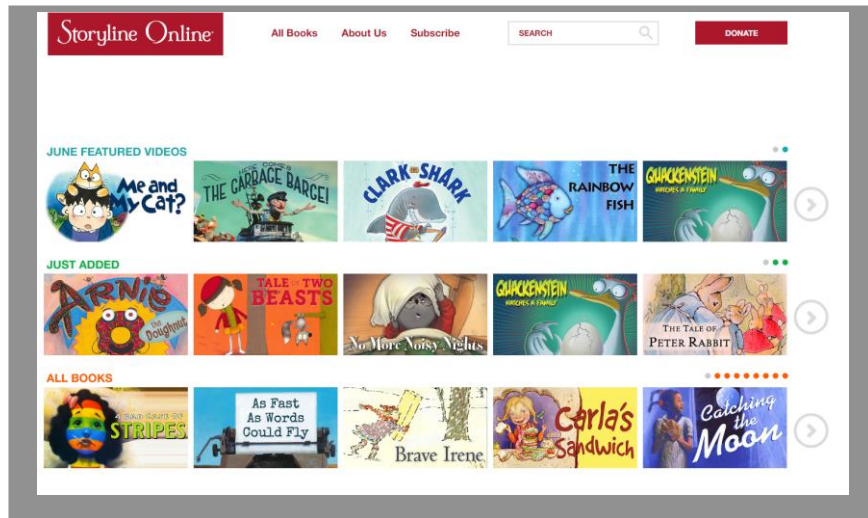 Storyline Online
All Books About Us Subscribe SEARCH DONATE
JUNE FEATURED VIDEOS
Me and
My Cat?
HERE COMES
THE GARBAGE BARGE!
CLARK THE SHARK
THE
RAINBOW
FISH
QUACKENSTEIN
HATCHES A FAMILY
JUST ADDED
ARNIE
the
Doughnut
TALE OF TWO
BEASTS
No More Noisy Nights
QUACKENSTEIN
HATCHES A FAMILY
THE TALE OF
PETER RABBIT
ALL BOOKS
A BAD CASE OF
STRIPES
As Fast
As Words
Could Fly
Brave Irene
Carla's
Sandwich
Catching
the
Moon